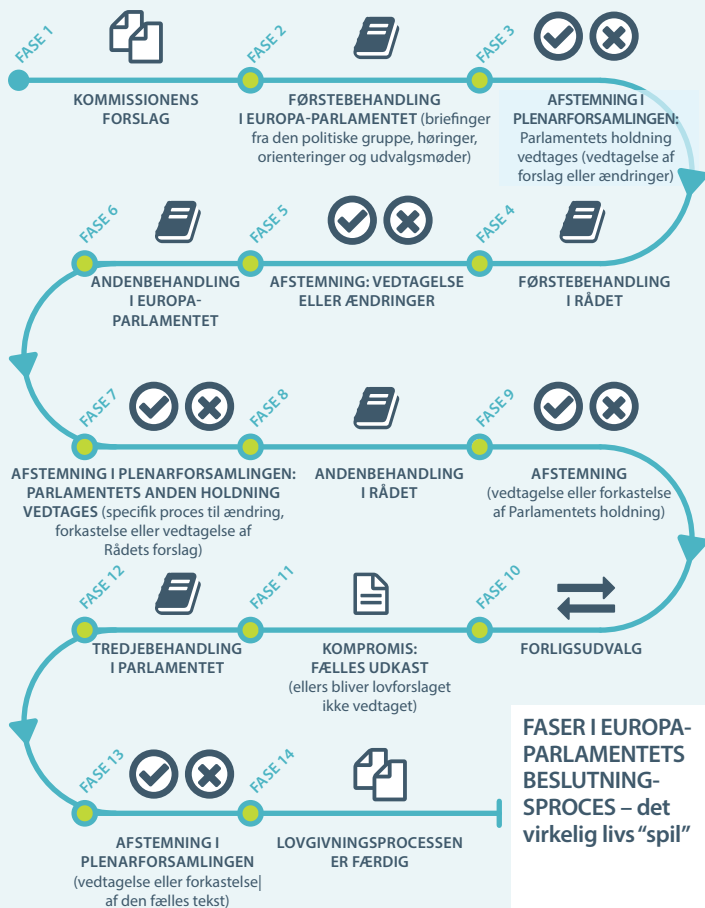 FASE 1
KOMMISSIONENS
FORSLAG
FASE 2
FØRSTEBEHANDLING
I EUROPA-PARLAMENTET (briefinger
fra den politiske gruppe, høringer,
orienteringer og udvalgsmøder)
FASE 3
AFSTEMNING I
PLENARFORSAMLINGEN:
Parlamentets holdning
vedtages (vedtagelse af
forslag eller ændringer)
FASE 4
FØRSTEBEHANDLING
I RÅDET
FASE 5
AFSTEMNING: VEDTAGELSE
ELLER ÆNDRINGER
FASE 6
ANDENBEHANDLING
I EUROPA-
PARLAMENTET
FASE 7
AFSTEMNING I PLENARFORSAMLINGEN:
PARLAMENTETS ANDEN HOLDNING
VEDTAGES (specifik proces til ændring,
forkastelse eller vedtagelse af
Rådets forslag)
FASE 8
ANDENBEHANDLING
I RÅDET
FASE 9
AFSTEMNING
(vedtagelse eller forkastelse
af Parlamentets holdning)
FASE 10
FORLIGSUDVALG
FASE 11
KOMPROMIS:
FÆLLES UDKAST
(ellers bliver lovforslaget
ikke vedtaget)
FASE 12
TREDJEBEHANDLING
I PARLAMENTET
FASE 13
AFSTEMNING I
PLENARFORSAMLINGEN
(vedtagelse eller forkastelse|
af den fælles tekst)
FASE 14
LOVGIVNINGSPROCESSEN
ER FÆRDIG
FASER I EUROPA-
PARLAMENTETS
BESLUTNING-
SPROCES – det
virkelig livs “spil”